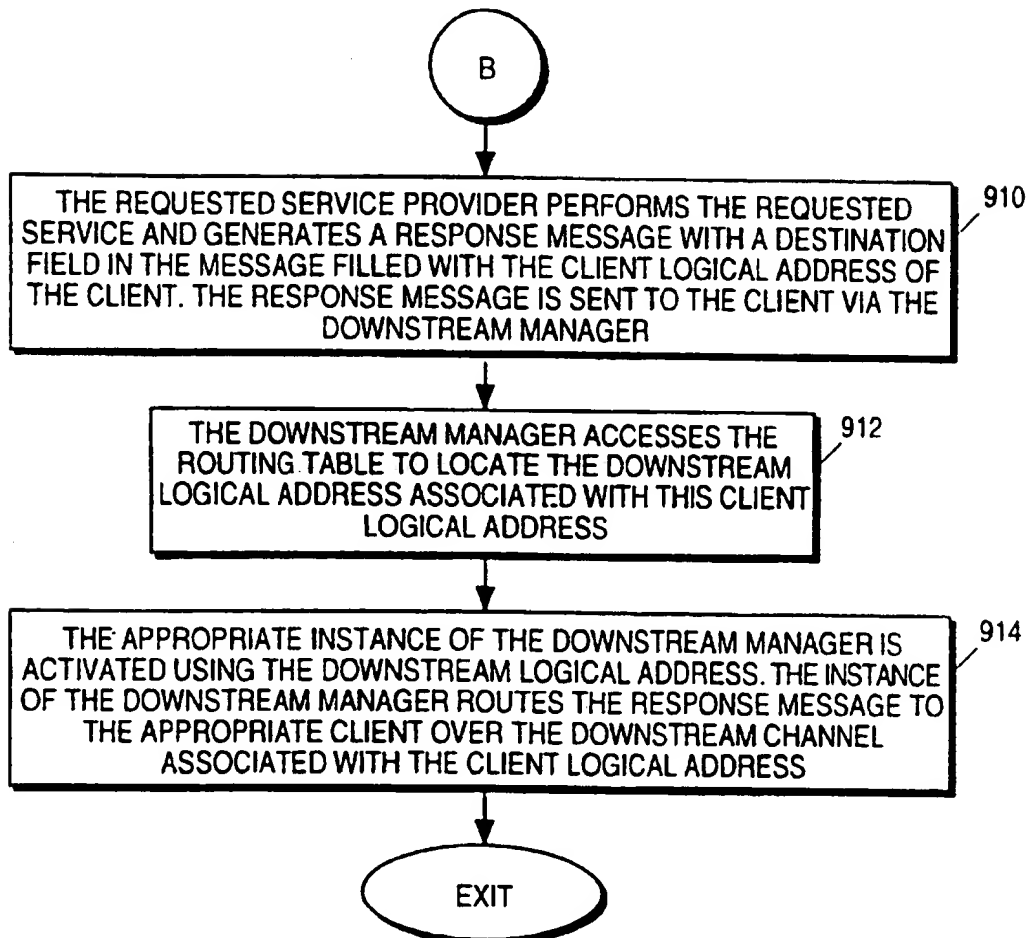 B
THE REQUESTED SERVICE PROVIDER PERFORMS THE REQUESTED
SERVICE AND GENERATES A RESPONSE MESSAGE WITH A DESTINATION
FIELD IN THE MESSAGE FILLED WITH THE CLIENT LOGICAL ADDRESS OF
THE CLIENT. THE RESPONSE MESSAGE IS SENT TO THE CLIENT VIA THE
DOWNSTREAM MANAGER
910
THE DOWNSTREAM MANAGER ACCESSES THE
ROUTING TABLE TO LOCATE THE DOWNSTREAM
LOGICAL ADDRESS ASSOCIATED WITH THIS CLIENT
LOGICAL ADDRESS
912
THE APPROPRIATE INSTANCE OF THE DOWNSTREAM MANAGER IS
ACTIVATED USING THE DOWNSTREAM LOGICAL ADDRESS. THE INSTANCE
OF THE DOWNSTREAM MANAGER ROUTES THE RESPONSE MESSAGE TO
THE APPROPRIATE CLIENT OVER THE DOWNSTREAM CHANNEL
ASSOCIATED WITH THE CLIENT LOGICAL ADDRESS
914
EXIT